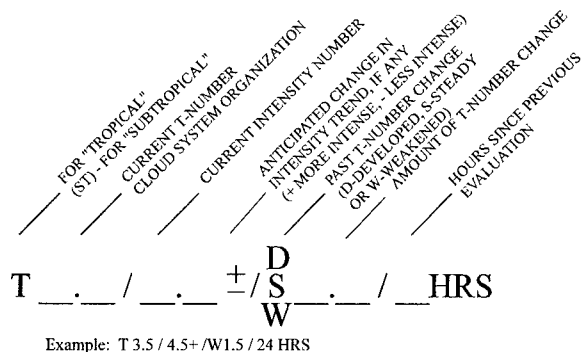 FOR "TROPICAL"
(ST) - FOR "SUBTROPICAL"
CURRENT T-NUMBER
CLOUD SYSTEM ORGANIZATION
CURRENT INTENSITY NUMBER
ANTICIPATED CHANGE IN
INTENSITY TREND, IF ANY
(+ MORE INTENSE, - LESS INTENSE)
PAST T-NUMBER CHANGE
(D-DEVELOPED, S-STEADY
OR W-WEAKENED)
AMOUNT OF T-NUMBER CHANGE
HOURS SINCE PREVIOUS
EVALUATION
D
T __.__ / __.__ ± / S __.__ / __HRS
W
Example: T 3.5 / 4.5+ /W1.5 / 24 HRS